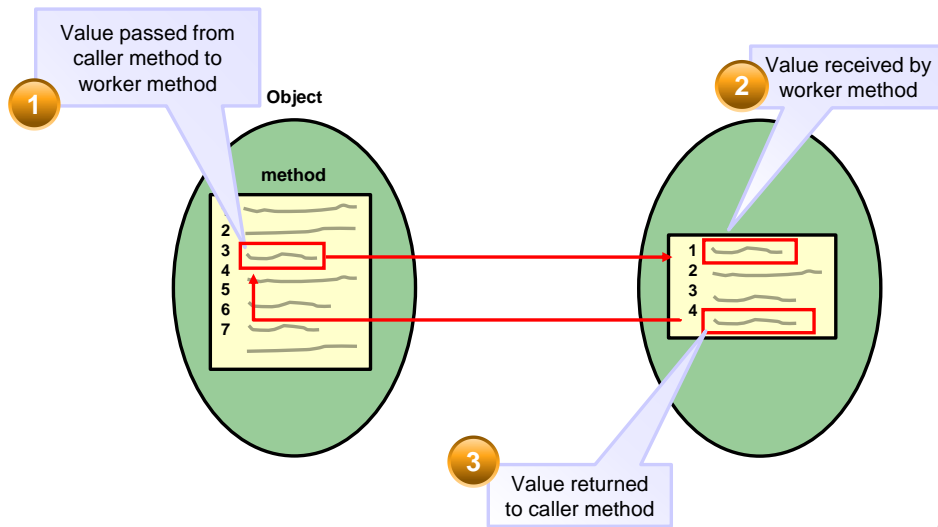 Value passed from
caller method to
worker method
1
Object
method
2
3
4
5
6
7
2
Value received by
worker method
1
2
3
4
3
Value returned
to caller method